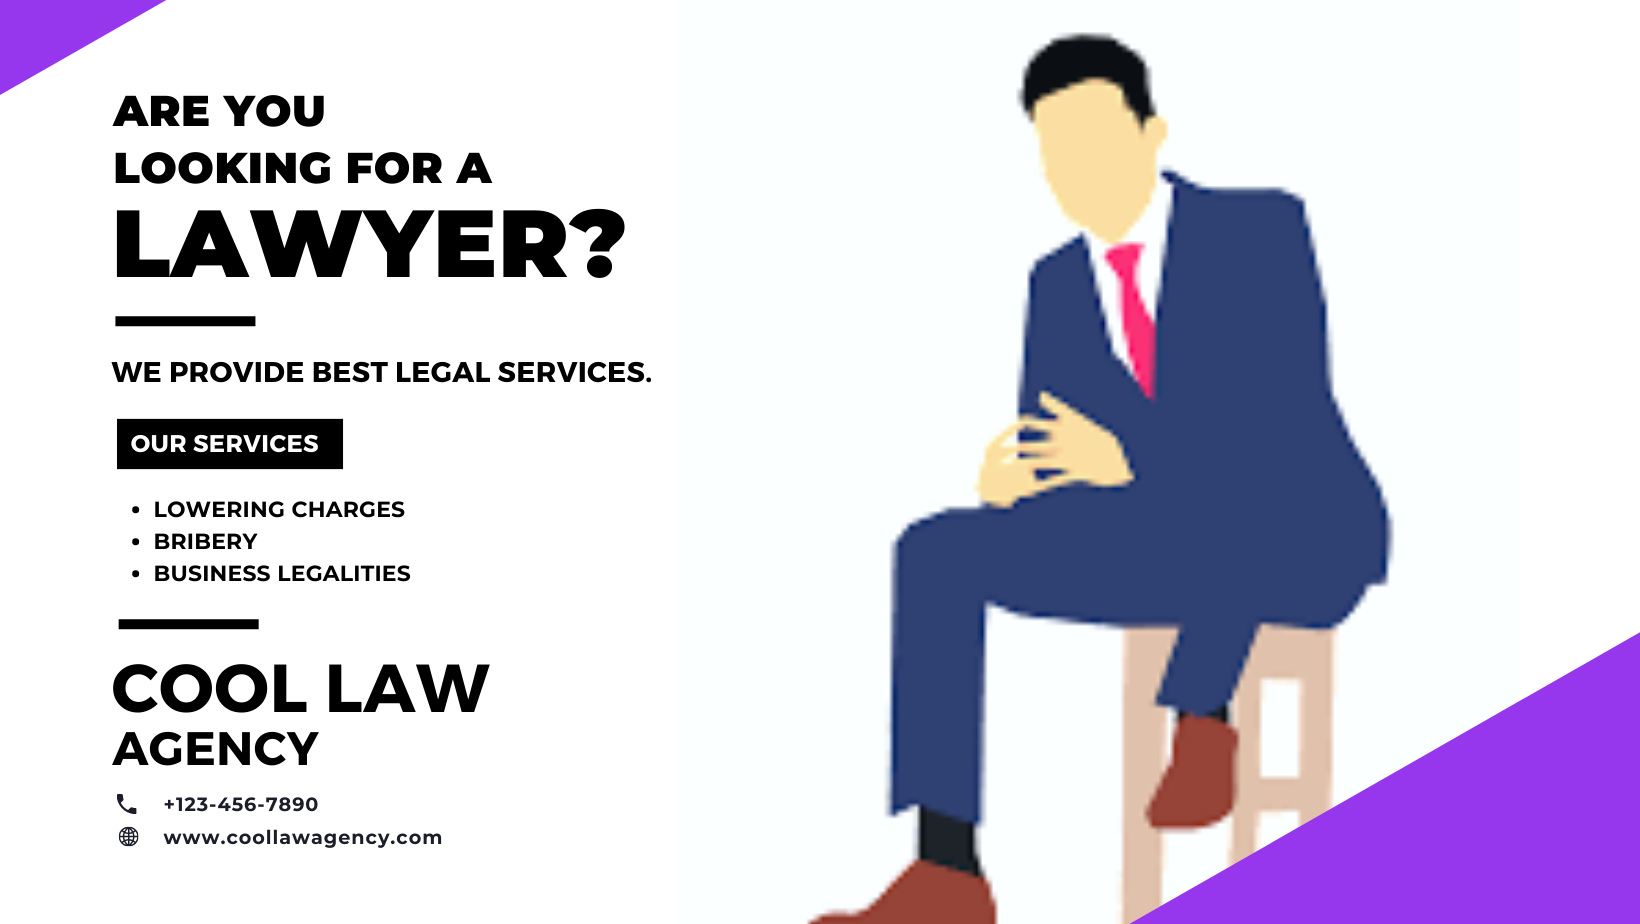 ARE YOU
LOOKING FOR A
LAWYER?
WE PROVIDE BEST LEGAL SERVICES.
OUR SERVICES
• LOWERING CHARGES
• BRIBERY
• BUSINESS LEGALITIES
COOL LAW
AGENCY
+123-456-7890
www.coollawagency.com